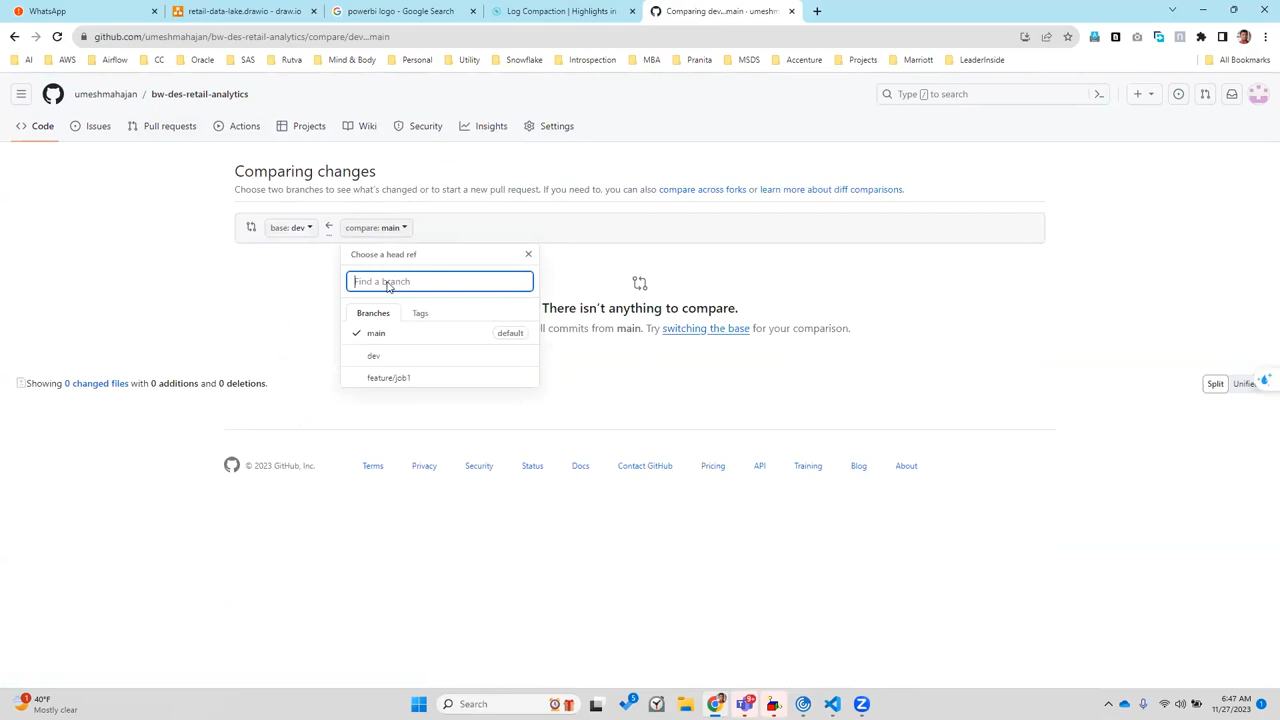 WhatsApp
retail-data-lake.drawio - draw.io
powerbi logo - Google Search
Log Compaction | Highlights in
Comparing dev...main · umeshm
github.com/umeshmahajan/bw-des-retail-analytics/compare/dev...main
AI
AWS
Airflow
CC
Oracle
SAS
Rutva
Mind & Body
Personal
Utility
Snowflake
Introspection
MBA
Pranita
MSDS
Accenture
Projects
Marriott
LeaderInside
All Bookmarks
umeshmahajan / bw-des-retail-analytics
Type / to search
Code
Issues
Pull requests
Actions
Projects
Wiki
Security
Insights
Settings
Comparing changes
Choose two branches to see what's changed or to start a new pull request. If you need to, you can also compare across forks or learn more about diff comparisons.
base: dev
compare: main
Choose a head ref
Find a branch
Branches
Tags
main
default
dev
feature/job1
There isn't anything to compare.
ll commits from main. Try switching the base for your comparison.
Showing 0 changed files with 0 additions and 0 deletions.
Split
Unifie
© 2023 GitHub, Inc.
Terms
Privacy
Security
Status
Docs
Contact GitHub
Pricing
API
Training
Blog
About
1
40°F
Mostly clear
Search
5
9+
6:47 AM
11/27/2023